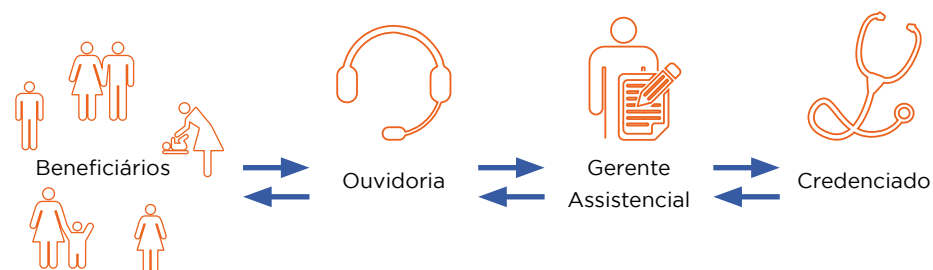 Beneficiários
Ouvidoria
Gerente
Assistencial
Credenciado